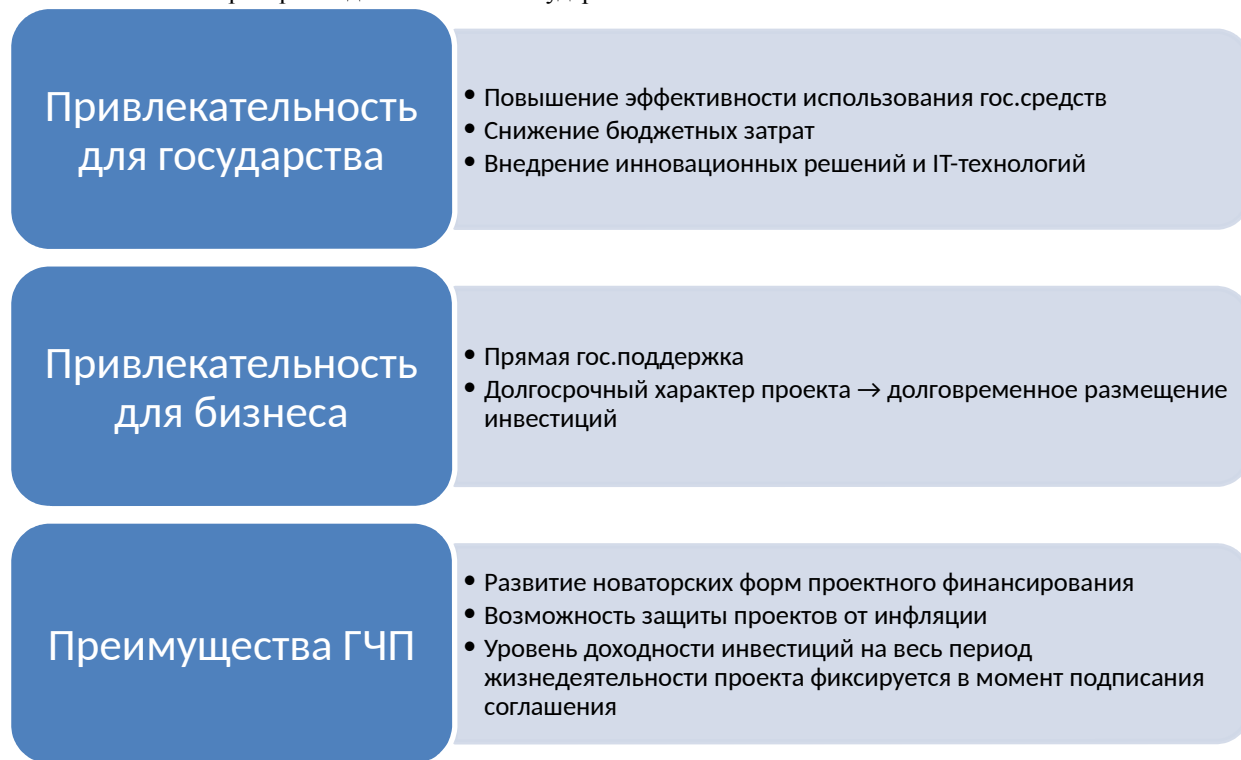 Привлекательность
для государства
• Повышение эффективности использования гос.средств
• Снижение бюджетных затрат
• Внедрение инновационных решений и IT-технологий
Привлекательность
для бизнеса
• Прямая гос.поддержка
• Долгосрочный характер проекта → долговременное размещение
инвестиций
Преимущества ГЧП
• Развитие новаторских форм проектного финансирования
• Возможность защиты проектов от инфляции
• Уровень доходности инвестиций на весь период
жизнедеятельности проекта фиксируется в момент подписания
соглашения